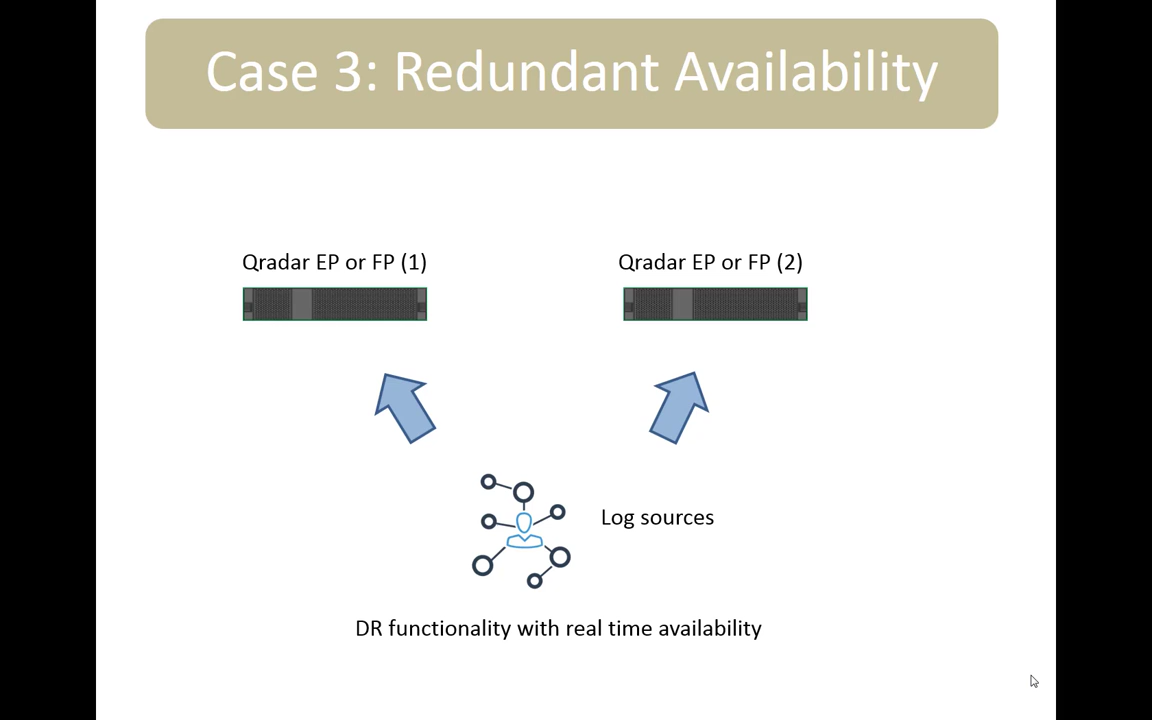 Case 3: Redundant Availability
Qradar EP or FP (1)
Qradar EP or FP (2)
Log sources
DR functionality with real time availability